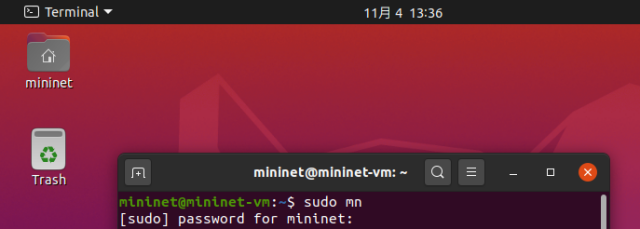 Terminal
11月 4 13:36
mininet
Trash
mininet@mininet-vm: ~
mininet@mininet-vm:~$ sudo mn
[sudo] password for mininet: